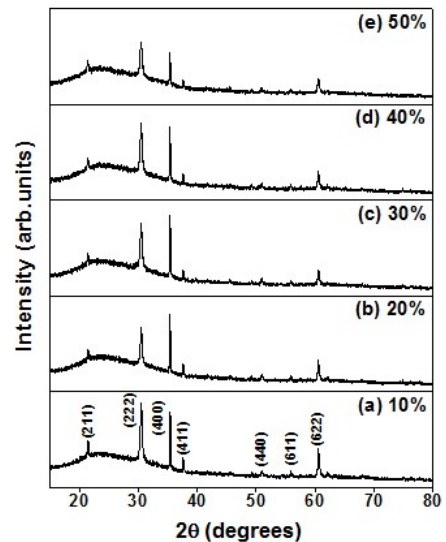 (e) 50%
(d) 40%
(c) 30%
(b) 20%
(a) 10%
(211)
(222)
(400)
(411)
(440)
(611)
(622)
Intensity (arb.units)
20 30 40 50 60 70 80
2θ (degrees)